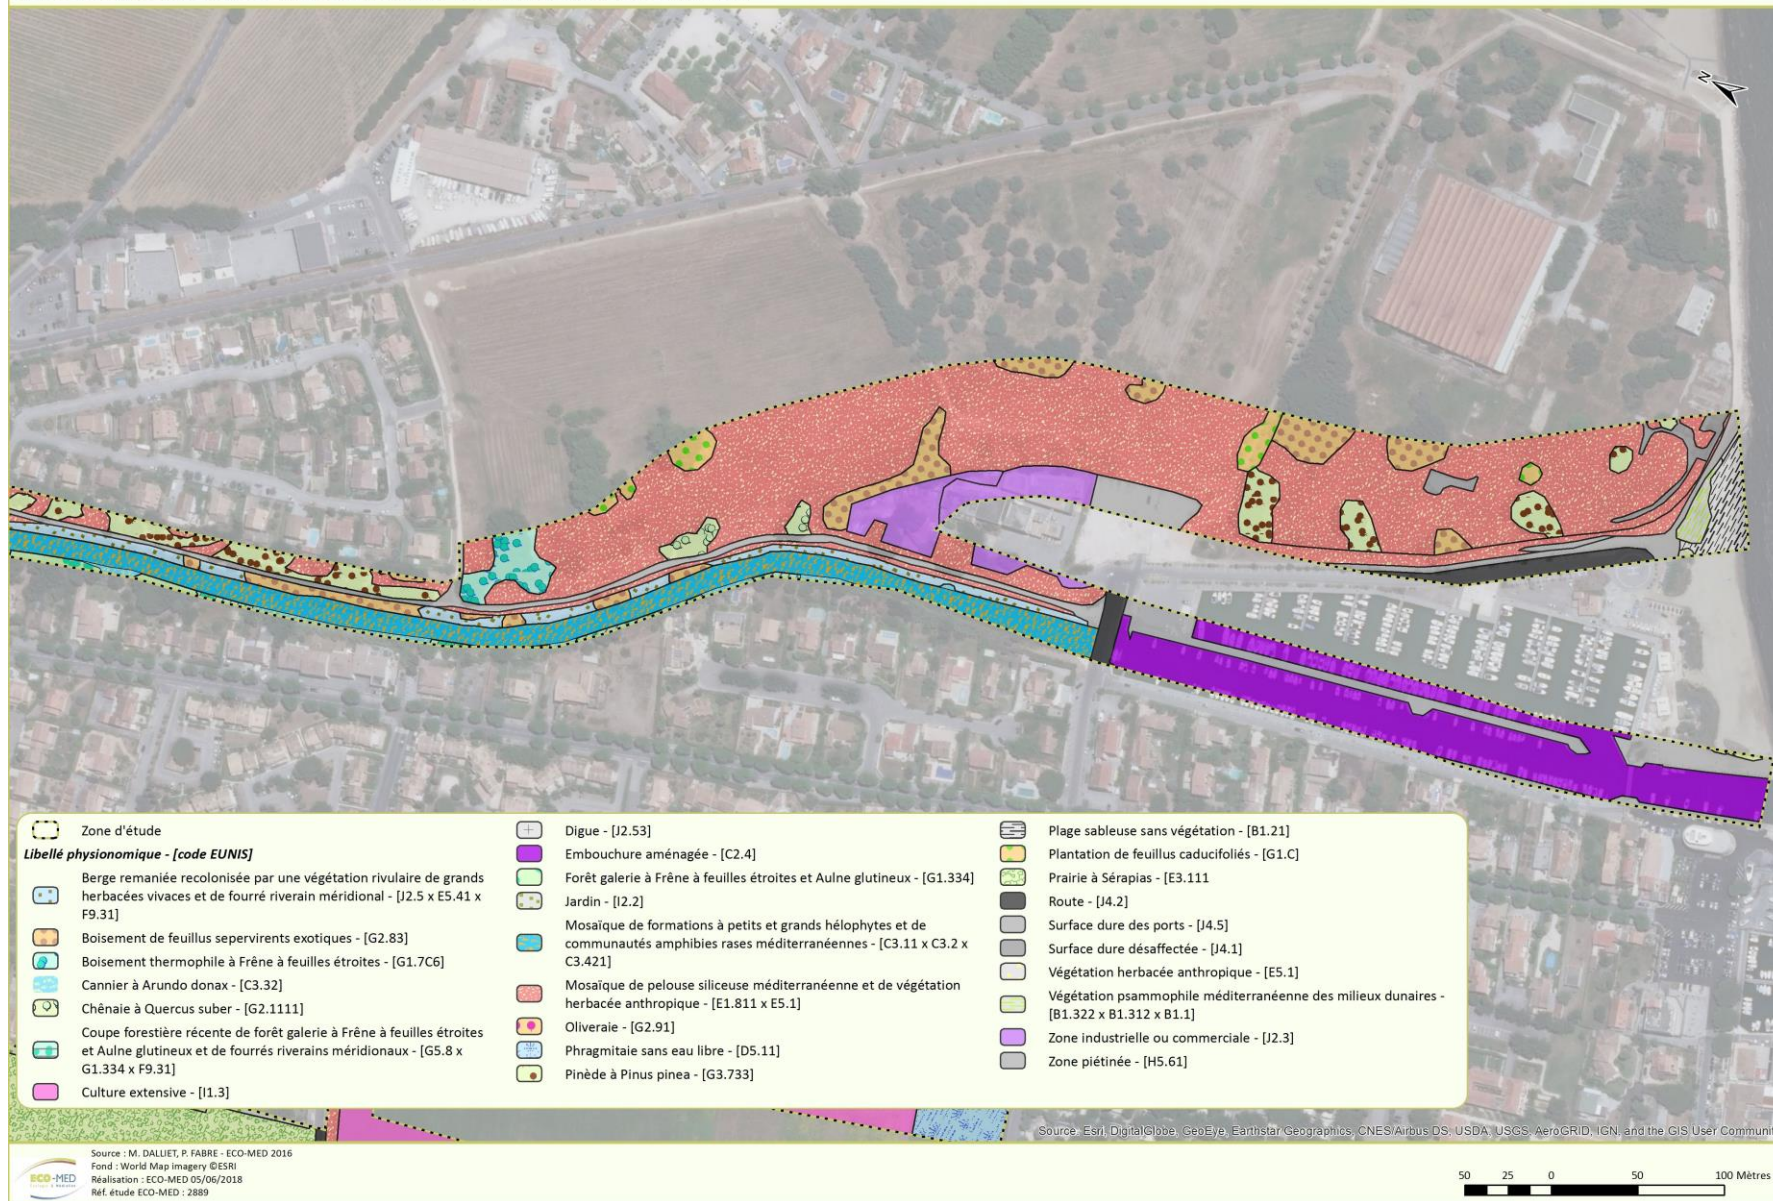 N
Zone d'étude
Libellé physionomique - [code EUNIS]
Berge remaniée recolonisée par une végétation rivulaire de grands
herbacées vivaces et de fourré riverain méridional - [J2.5 x E5.41 x
F9.31]
Boisement de feuillus sepervirents exotiques - [G2.83]
Boisement thermophile à Frêne à feuilles étroites - [G1.7C6]
Cannier à Arundo donax - [C3.32]
Chênaie à Quercus suber - [G2.1111]
Coupe forestière récente de forêt galerie à Frêne à feuilles étroites
et Aulne glutineux et de fourrés riverains méridionaux - [G5.8 x
G1.334 x F9.31]
Culture extensive - [I1.3]
Digue - [J2.53]
Embouchure aménagée - [C2.4]
Forêt galerie à Frêne à feuilles étroites et Aulne glutineux - [G1.334]
Jardin - [I2.2]
Mosaïque de formations à petits et grands hélophytes et de
communautés amphibies rases méditerranéennes - [C3.11 x C3.2 x
C3.421]
Mosaïque de pelouse siliceuse méditerranéenne et de végétation
herbacée anthropique - [E1.811 x E5.1]
Oliveraie - [G2.91]
Phragmitaie sans eau libre - [D5.11]
Pinède à Pinus pinea - [G3.733]
Plage sableuse sans végétation - [B1.21]
Plantation de feuillus caducifoliés - [G1.C]
Prairie à Sérapias - [E3.111
Route - [J4.2]
Surface dure des ports - [J4.5]
Surface dure désaffectée - [J4.1]
Végétation herbacée anthropique - [E5.1]
Végétation psammophile méditerranéenne des milieux dunaires -
[B1.322 x B1.312 x B1.1]
Zone industrielle ou commerciale - [J2.3]
Zone piétinée - [H5.61]
Source: Esri, DigitalGlobe, GeoEye, Earthstar Geographics, CNES/Airbus DS, USDA, USGS, AeroGRID, IGN, and the GIS User Communi
ECO-MED
Source : M. DALLIET, P. FABRE - ECO-MED 2016
Fond : World Map imagery ©ESRI
Réalisation : ECO-MED 05/06/2018
Réf. étude ECO-MED : 2889
50 25 0 50 100 Mètres